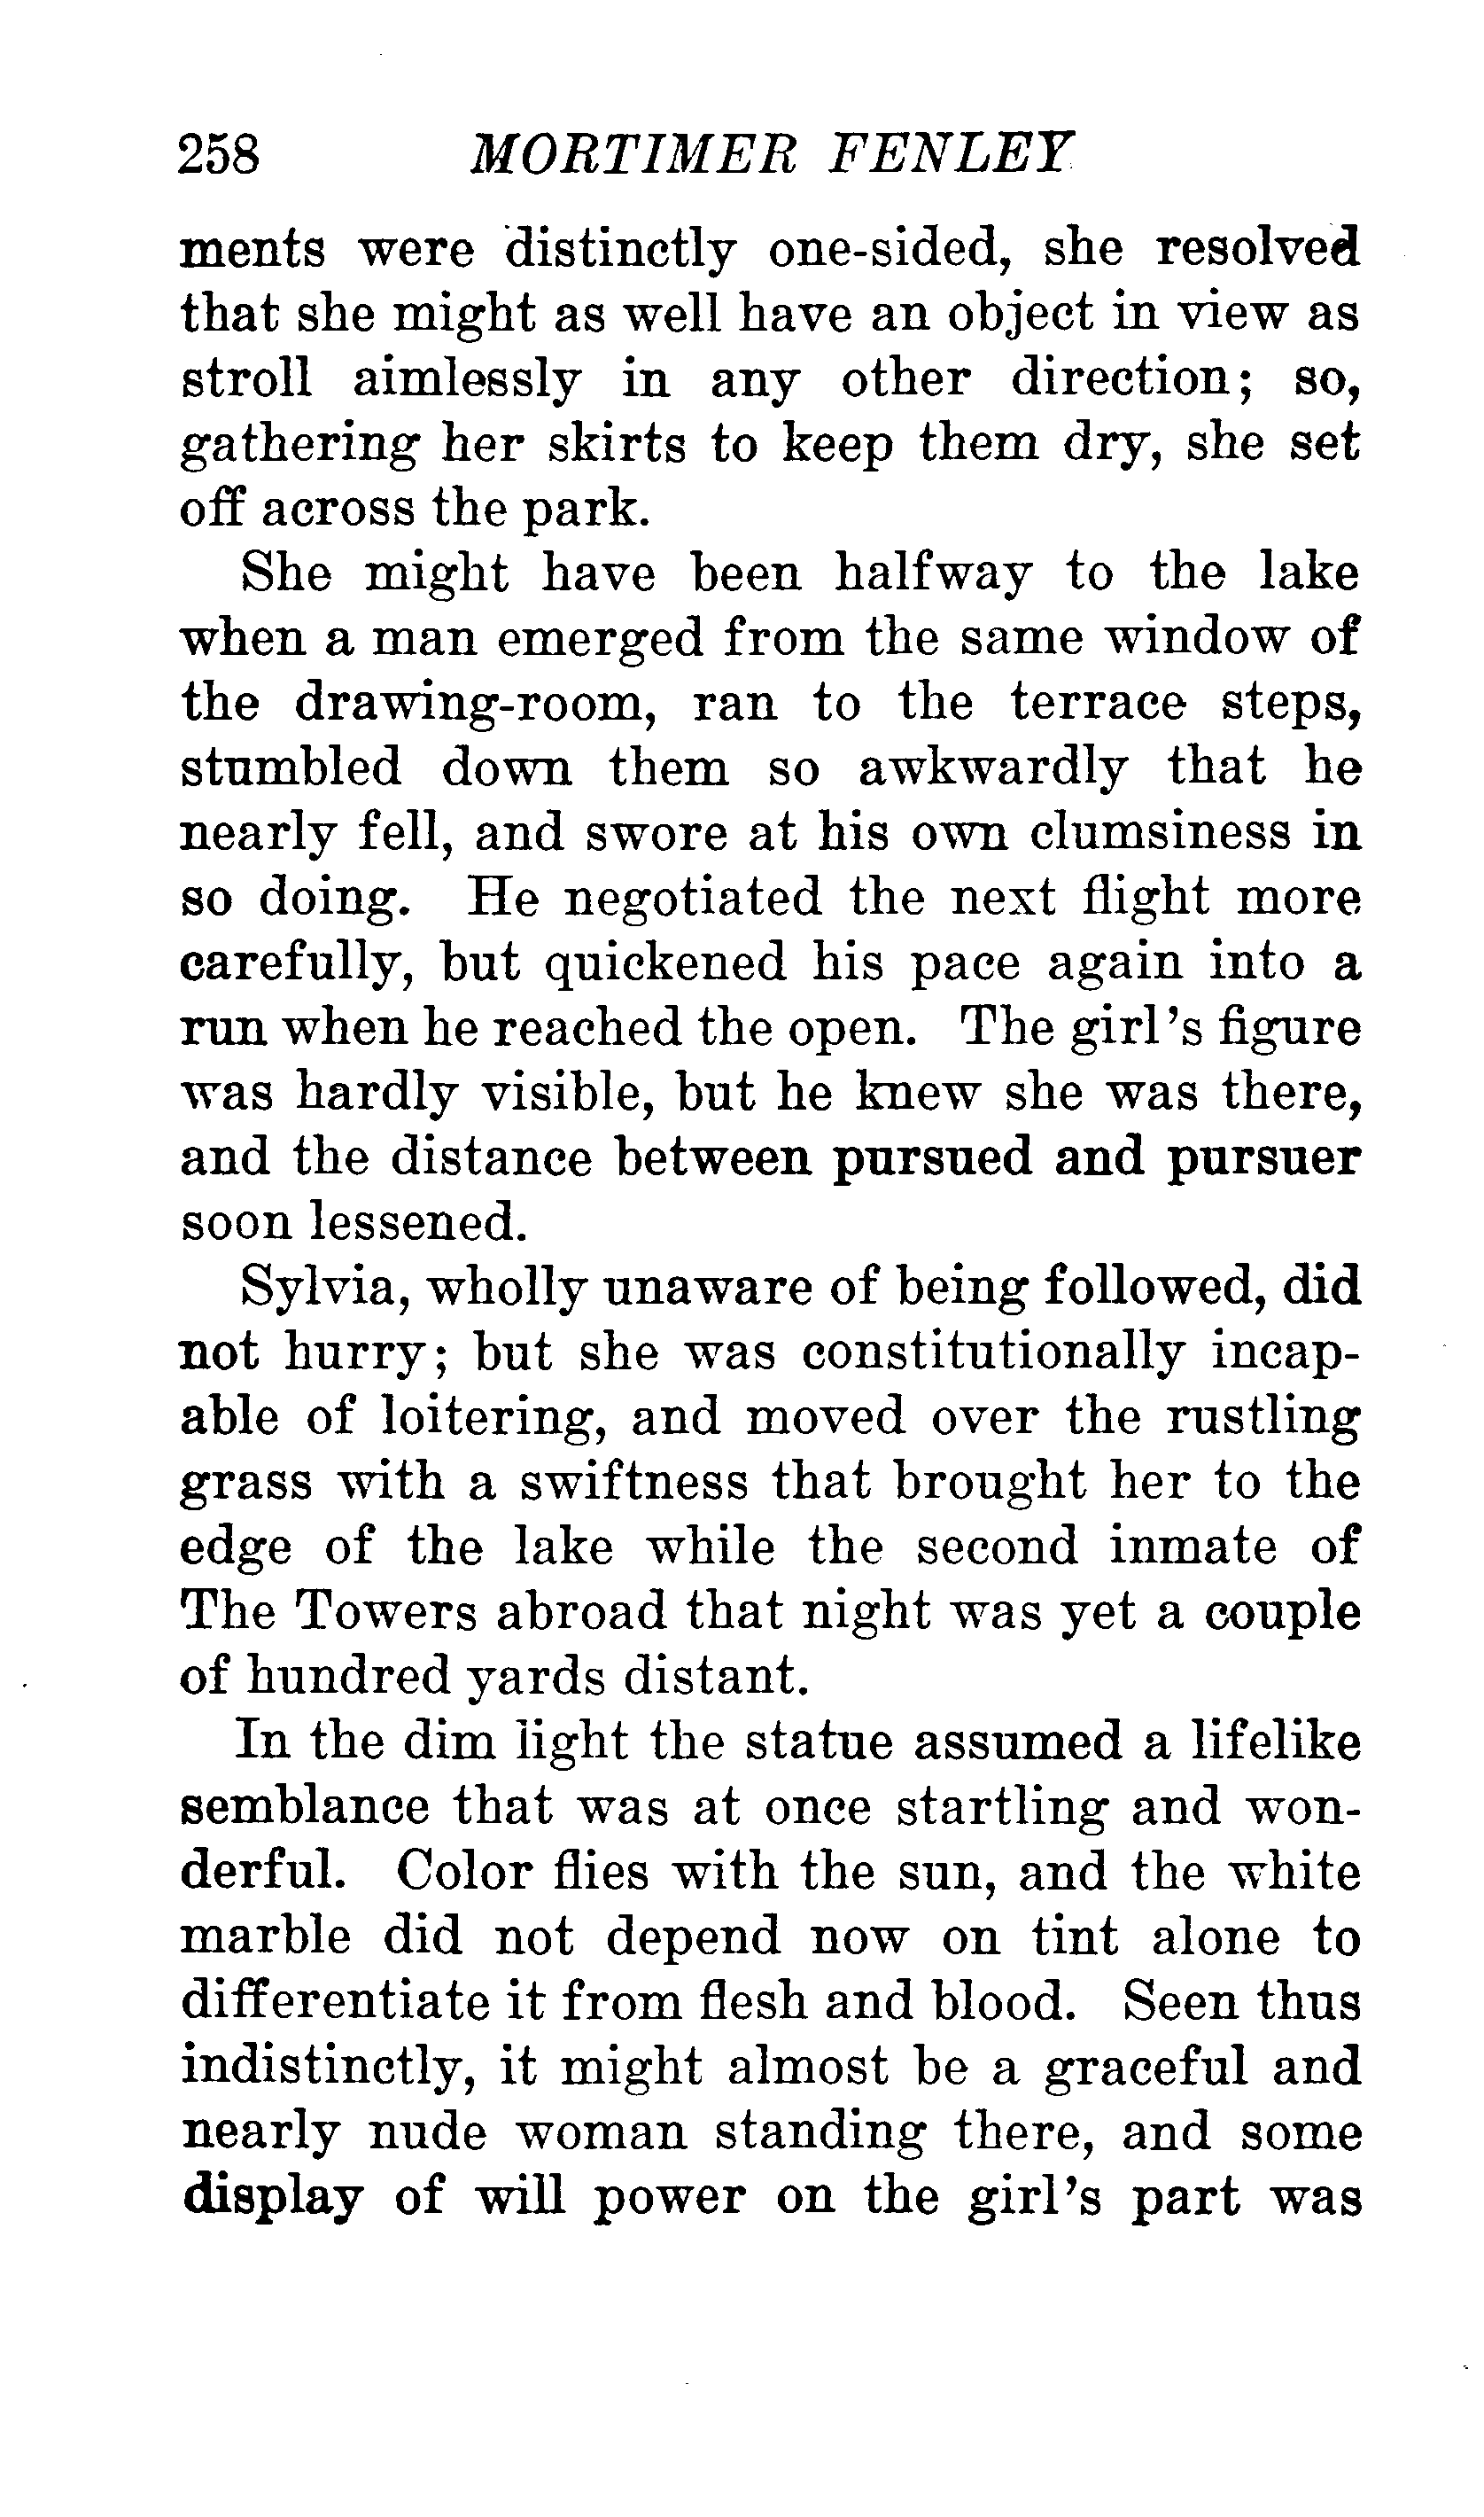 258 MORTIMER FENLEY
ments were distinctly one-sided, she resolved
that she might as well have an object in view as
stroll aimlessly in any other direction; so,
gathering her skirts to keep them dry, she set
off across the park.
She might have been halfway to the lake
when a man emerged from the same window of
the drawing-room, ran to the terrace steps,
stumbled down them so awkwardly that he
nearly fell, and swore at his own clumsiness in
so doing. He negotiated the next flight more
carefully, but quickened his pace again into a
run when he reached the open. The girl's figure
was hardly visible, but he knew she was there,
and the distance between pursued and pursuer
soon lessened.
Sylvia, wholly unaware of being followed, did
not hurry; but she was constitutionally incap-
able of loitering, and moved over the rustling
grass with a swiftness that brought her to the
edge of the lake while the second inmate of
The Towers abroad that night was yet a couple
of hundred yards distant.
In the dim light the statue assumed a lifelike
semblance that was at once startling and won-
derful. Color flies with the sun, and the white
marble did not depend now on tint alone to
differentiate it from flesh and blood. Seen thus
indistinctly, it might almost be a graceful and
nearly nude woman standing there, and some
display of will power on the girl's part was